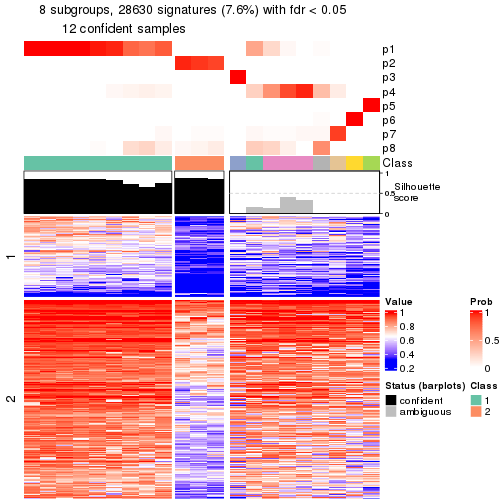 8 subgroups, 28630 signatures (7.6%) with fdr < 0.05
12 confident samples
p1
p2
p3
p4
p5
p6
p7
p8
Class
1
0.5
0
Silhouette
score
1
2
Value
1
0.8
0.6
0.4
0.2
Prob
1
0.5
0
Status (barplots)
confident
ambiguous
Class
1
2